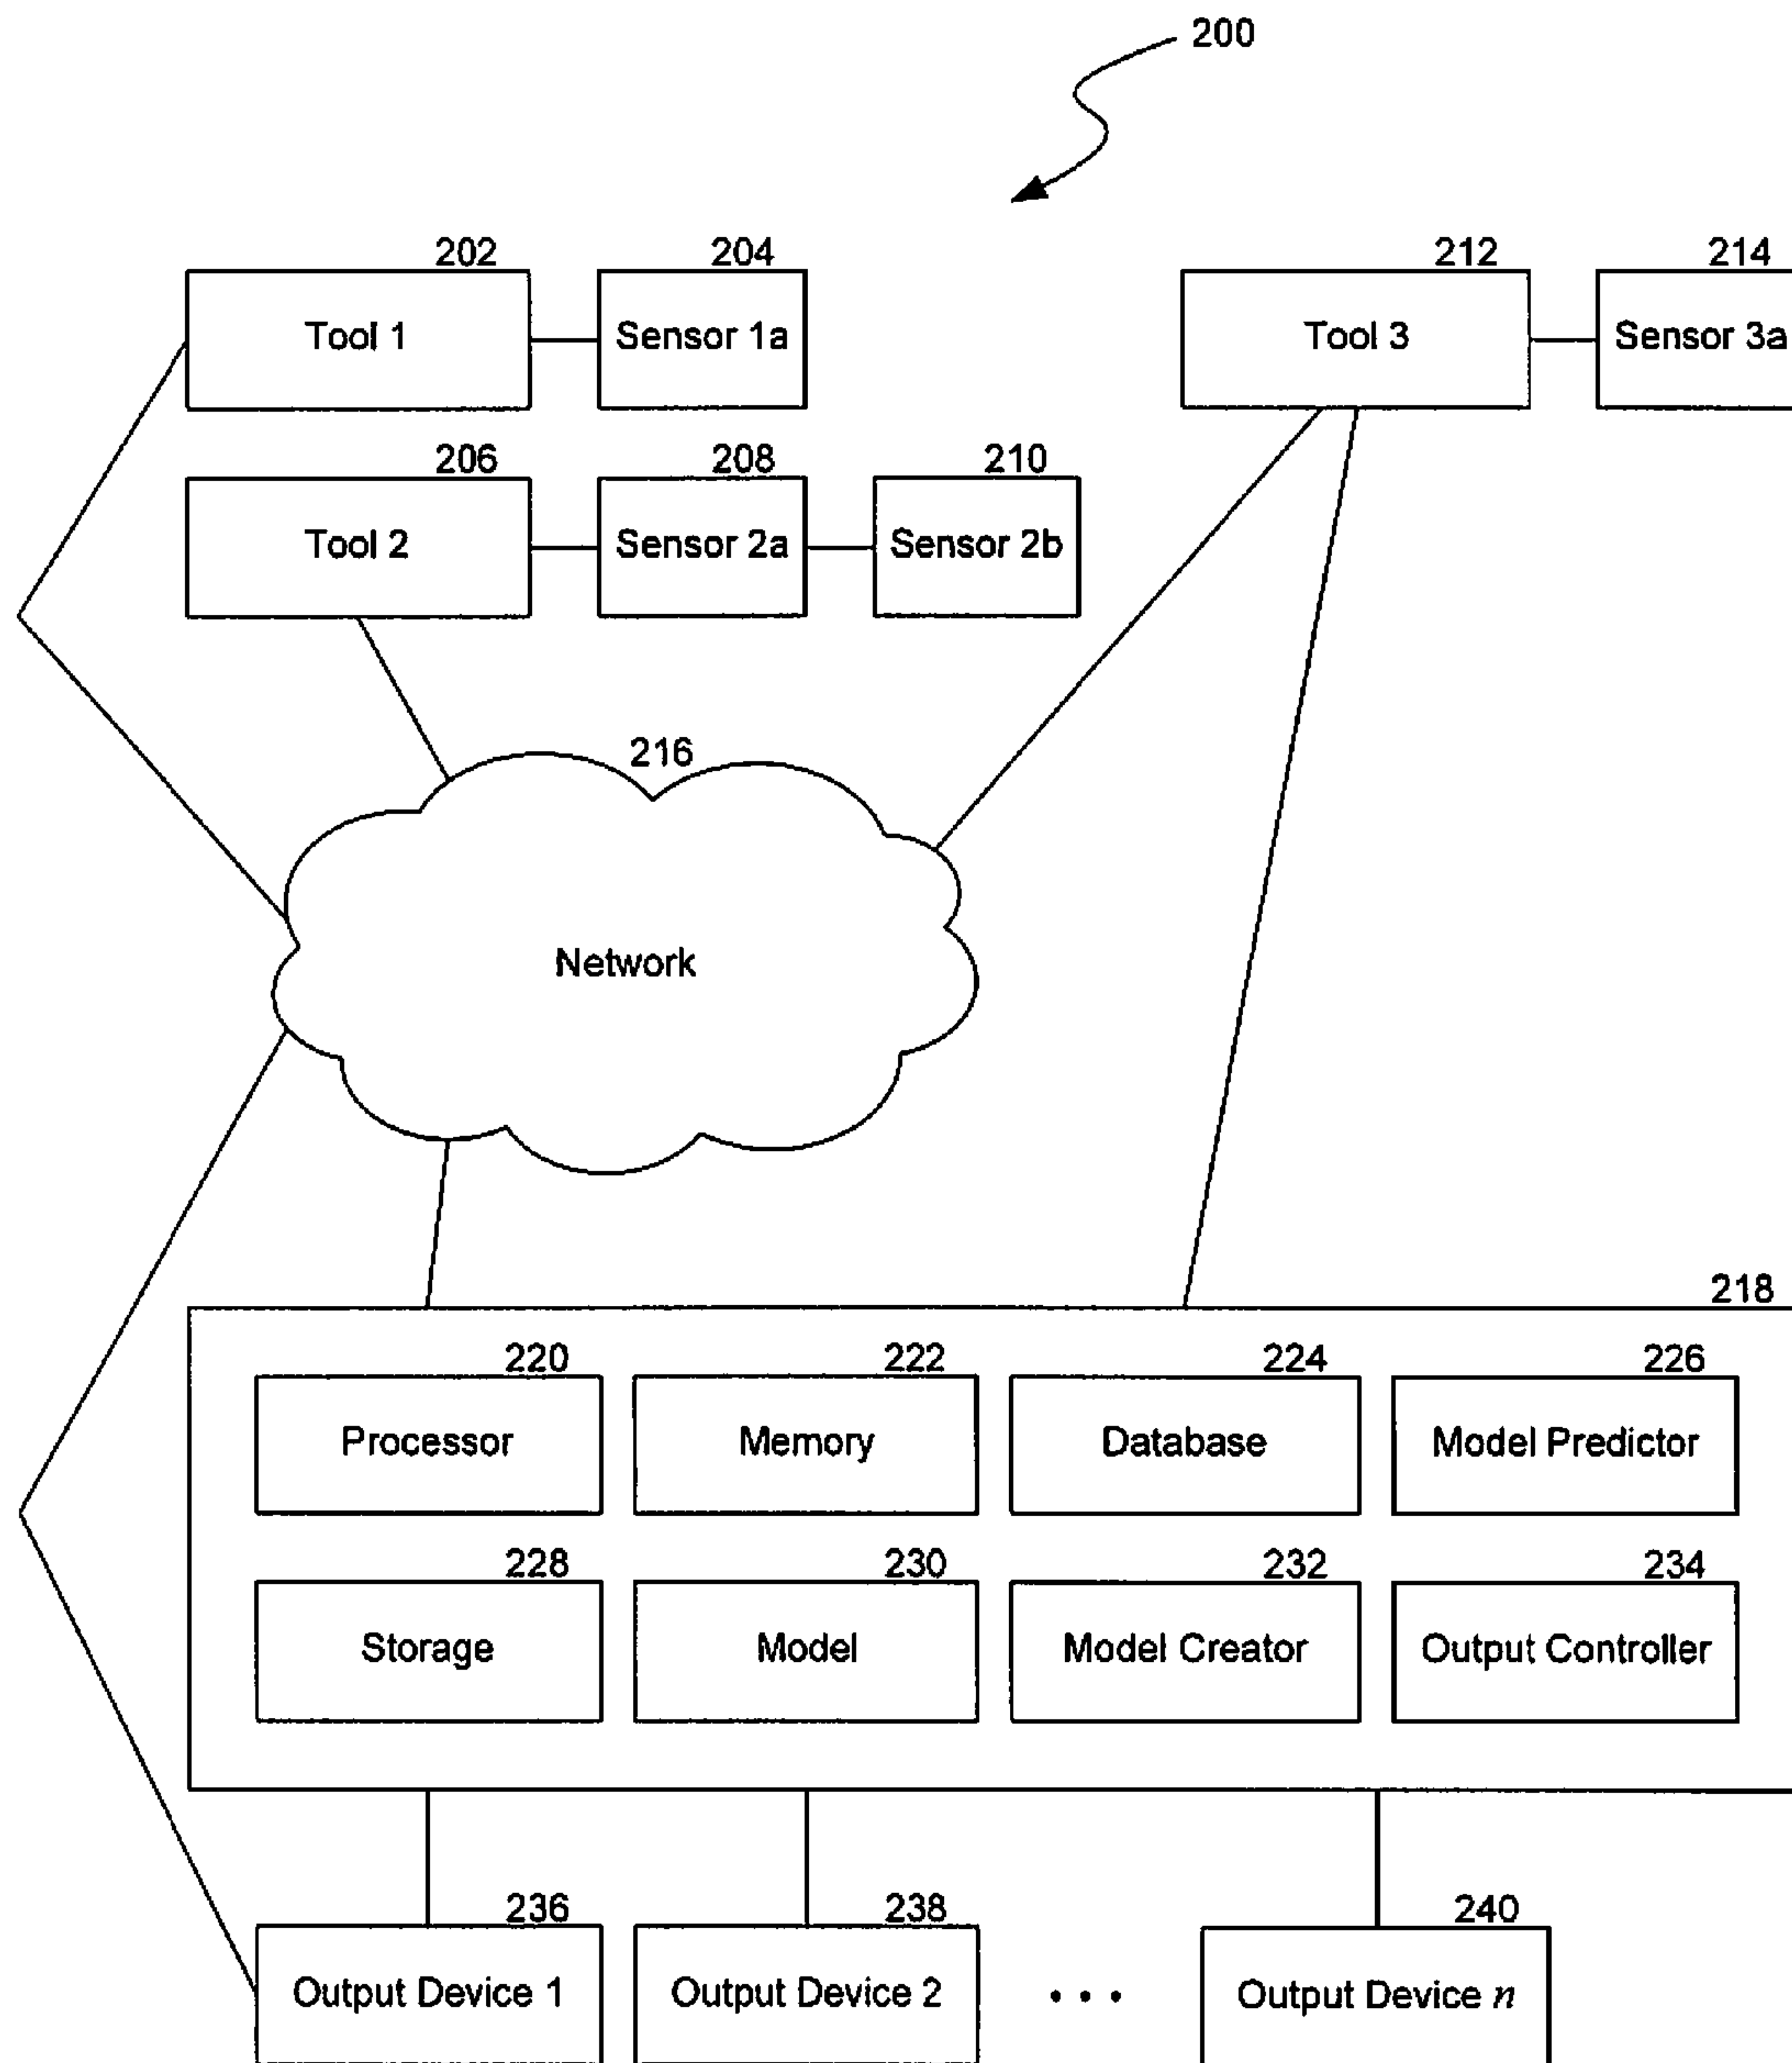 200
202 204 212 214
Tool 1 Sensor 1a Tool 3 Sensor 3a
206 208 210
Tool 2 Sensor 2a Sensor 2b
216
Network
218
220 222 224 226
Processor Memory Database Model Predictor
228 230 232 234
Storage Model Model Creator Output Controller
236 238 240
Output Device 1 Output Device 2 • • • Output Device n